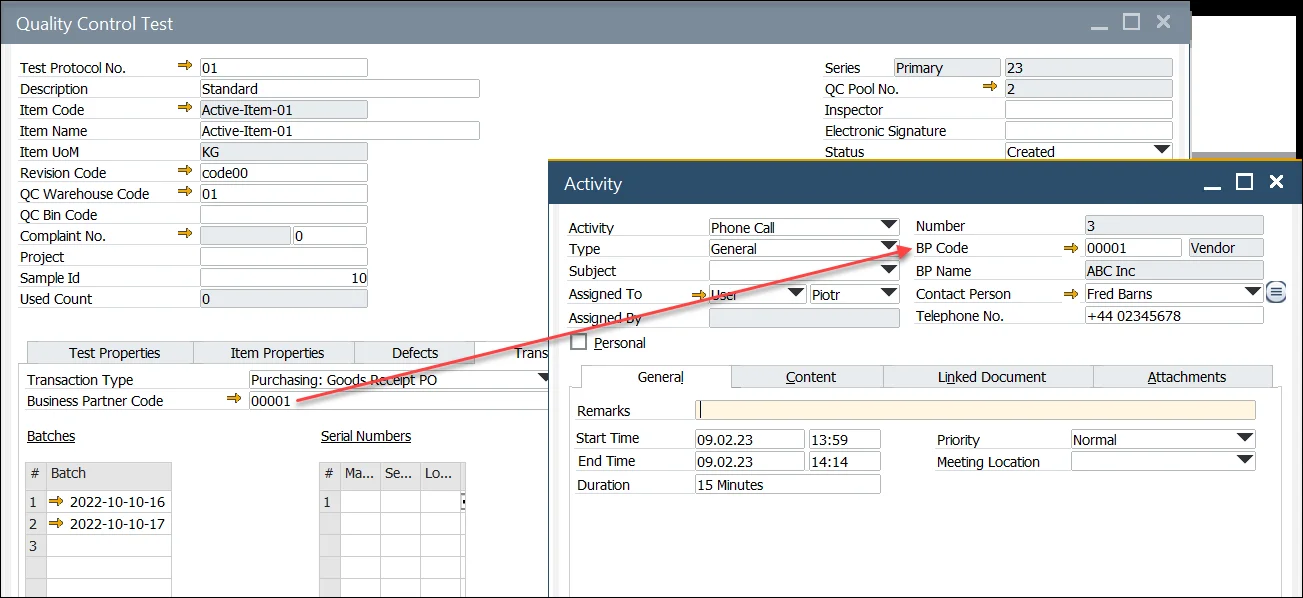 Quality Control Test
Test Protocol No. 01
Description Standard
Item Code Active-Item-01
Item Name Active-Item-01
Item UoM KG
Revision Code code00
QC Warehouse Code 01
QC Bin Code
Complaint No. 0
Project
Sample Id 10
Used Count 0
Series Primary 23
QC Pool No. 2
Inspector
Electronic Signature
Status Created
Test Properties Item Properties Defects Trans
Transaction Type Purchasing: Goods Receipt PO
Business Partner Code 00001
Batches Serial Numbers
# Batch
1 2022-10-10-16
2 2022-10-10-17
3
# Ma... Se... Lo...
1
Activity
Activity Phone Call
Type General
Subject
Assigned To User Piotr
Assigned By
Personal
Number 3
BP Code 00001 Vendor
BP Name ABC Inc
Contact Person Fred Barns
Telephone No. +44 02345678
General Content Linked Document Attachments
Remarks
Start Time 09.02.23 13:59
End Time 09.02.23 14:14
Duration 15 Minutes
Priority Normal
Meeting Location